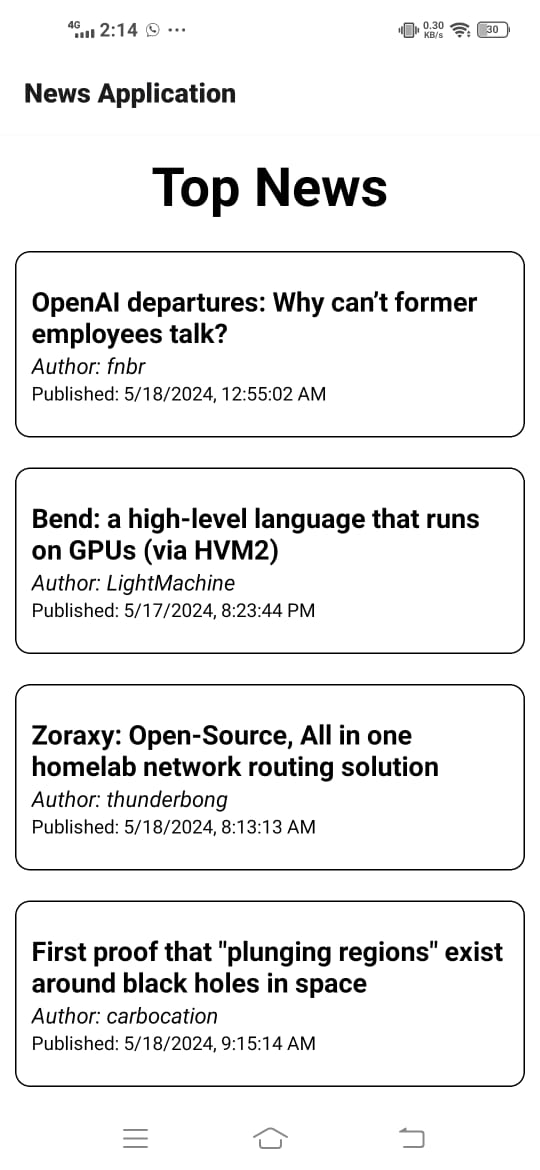 4G 2:14 ... 0.30 KB/s 30
News Application
Top News
OpenAI departures: Why can’t former
employees talk?
Author: fnbr
Published: 5/18/2024, 12:55:02 AM
Bend: a high-level language that runs
on GPUs (via HVM2)
Author: LightMachine
Published: 5/17/2024, 8:23:44 PM
Zoraxy: Open-Source, All in one
homelab network routing solution
Author: thunderbong
Published: 5/18/2024, 8:13:13 AM
First proof that "plunging regions" exist
around black holes in space
Author: carbocation
Published: 5/18/2024, 9:15:14 AM